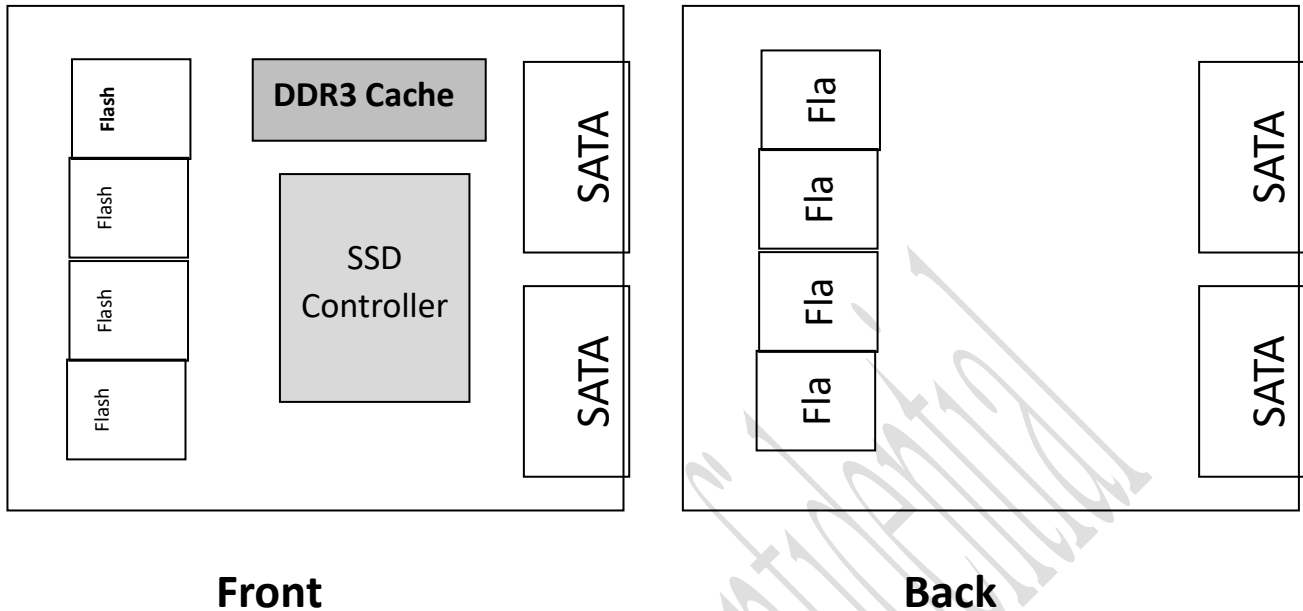 Flash
Flash
Flash
Flash
DDR3 Cache
SSD
Controller
SATA
SATA
Front
Fla
Fla
Fla
Fla
SATA
SATA
Back